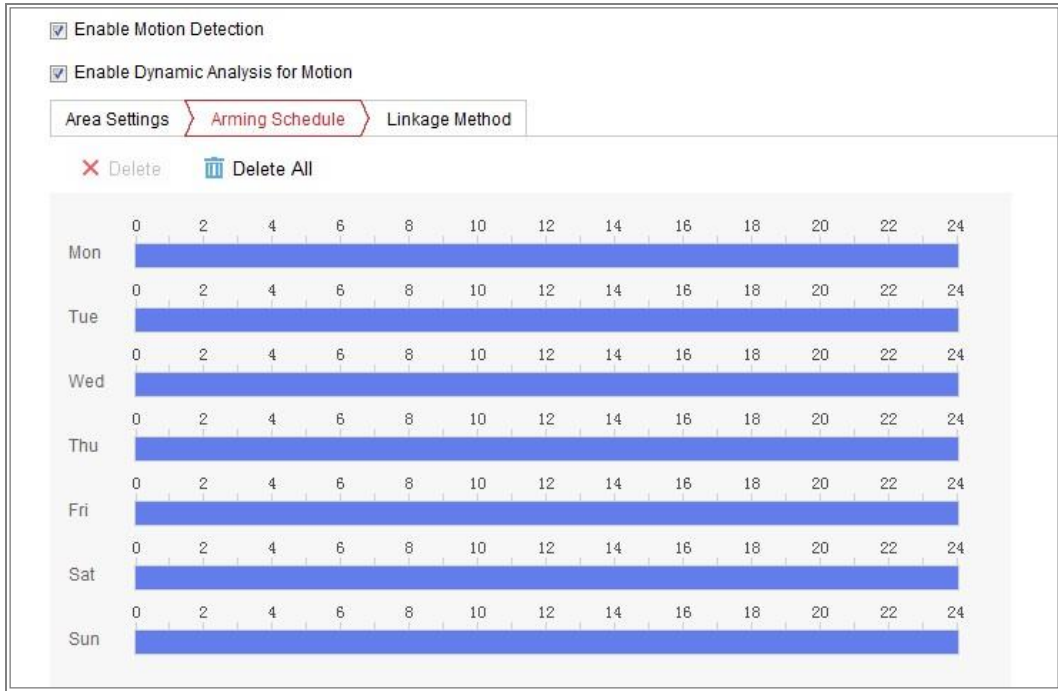 Enable Motion Detection
Enable Dynamic Analysis for Motion
Area Settings Arming Schedule Linkage Method
Delete Delete All
0 2 4 6 8 10 12 14 16 18 20 22 24
Mon
0 2 4 6 8 10 12 14 16 18 20 22 24
Tue
0 2 4 6 8 10 12 14 16 18 20 22 24
Wed
0 2 4 6 8 10 12 14 16 18 20 22 24
Thu
0 2 4 6 8 10 12 14 16 18 20 22 24
Fri
0 2 4 6 8 10 12 14 16 18 20 22 24
Sat
0 2 4 6 8 10 12 14 16 18 20 22 24
Sun